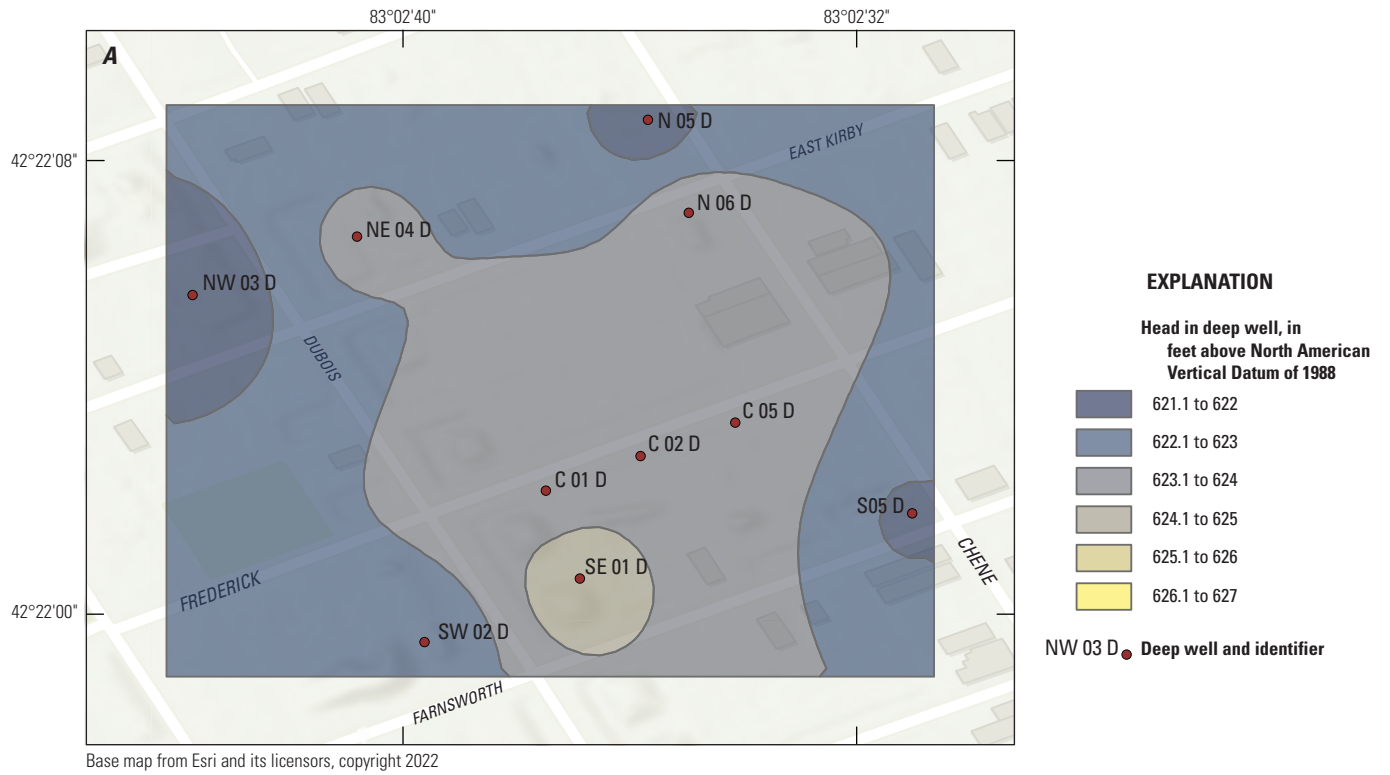 83°02'40"
83°02'32"
A
N 05 D
EAST KIRBY
42°22'08"
N 06 D
NE 04 D
NW 03 D
DUBOIS
C 05 D
C 02 D
C 01 D
S05 D
CHENE
SE 01 D
FREDERICK
42°22'00"
SW 02 D
FARNSWORTH
Base map from Esri and its licensors, copyright 2022
EXPLANATION
Head in deep well, in
feet above North American
Vertical Datum of 1988
621.1 to 622
622.1 to 623
623.1 to 624
624.1 to 625
625.1 to 626
626.1 to 627
NW 03 D Deep well and identifier